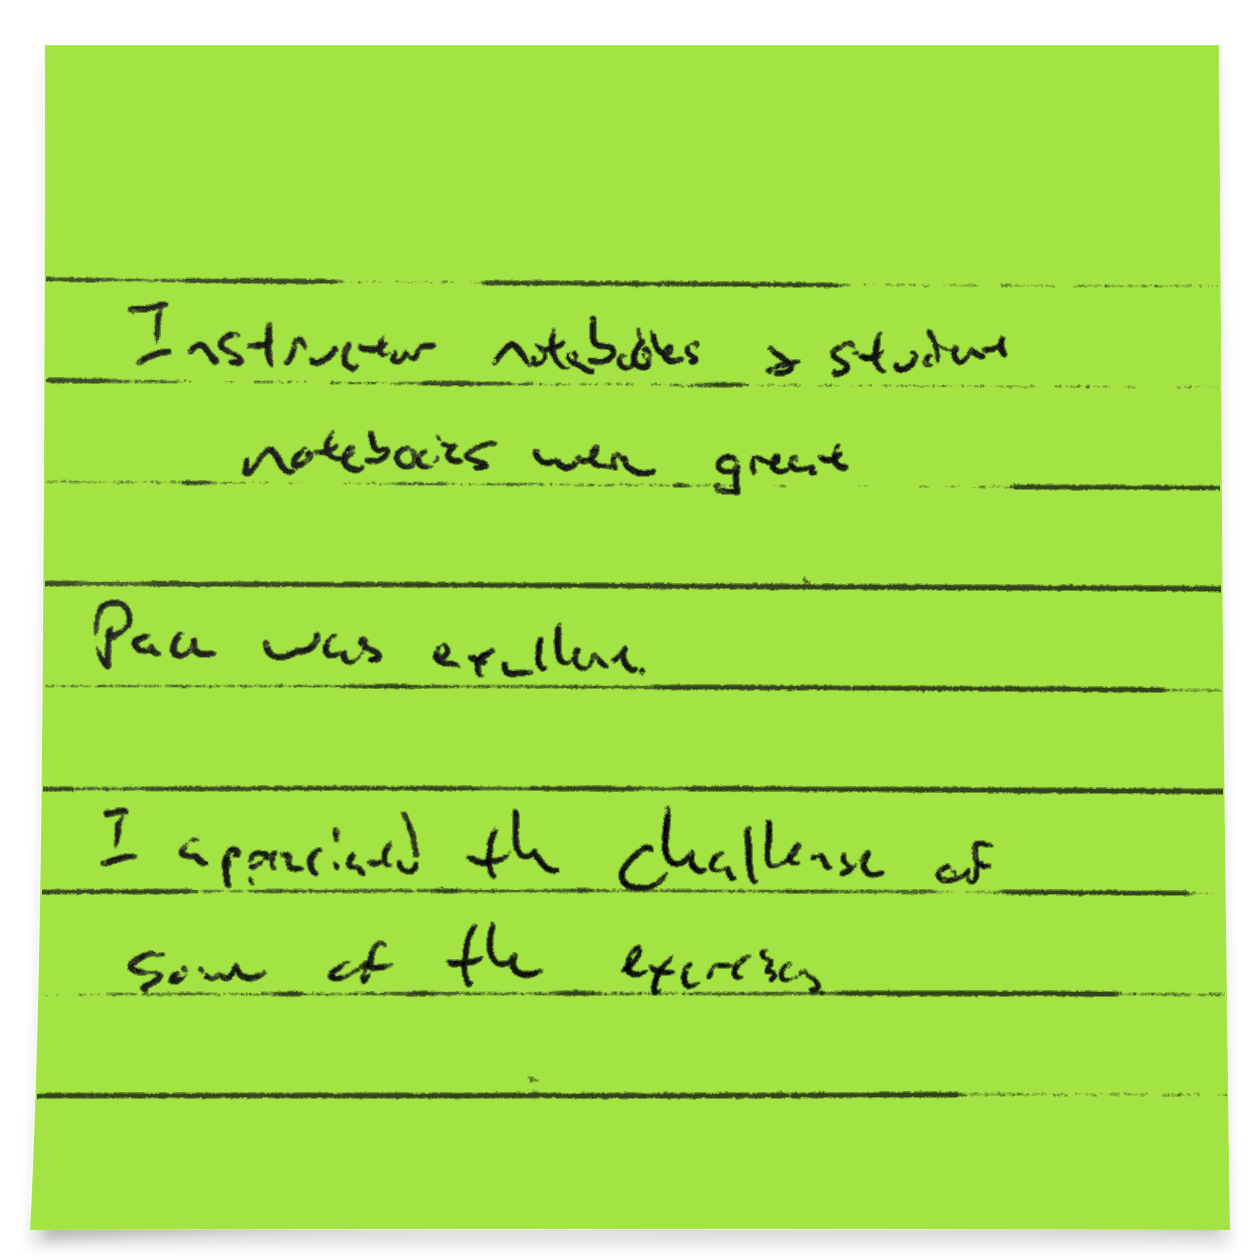 Instructor notebooks & student
notebooks were great
Pace was excellent.
I appreciated the challenge of
some of the exercises